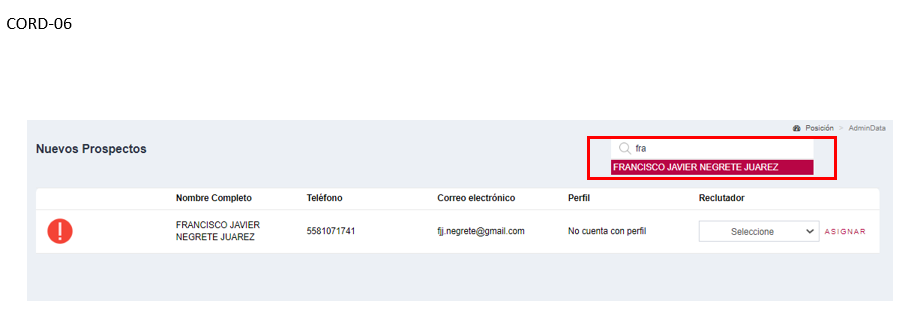 CORD-06
Posición > AdminData
Nuevos Prospectos
fra
FRANCISCO JAVIER NEGRETE JUAREZ
Nombre Completo Teléfono Correo electrónico Perfil Reclutador
FRANCISCO JAVIER
NEGRETE JUAREZ
5581071741
fjj.negrete@gmail.com
No cuenta con perfil
Seleccione
ASIGNAR